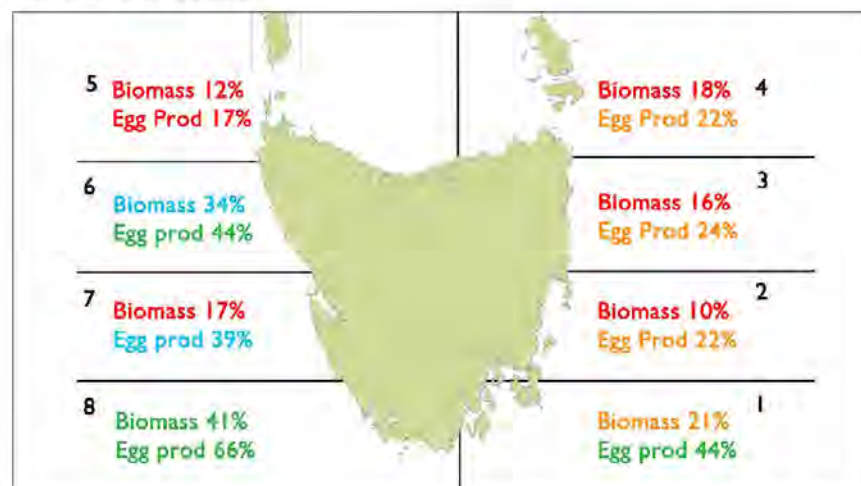 5
Biomass 12%
Egg Prod 17%
Biomass 18%
4
Egg Prod 22%
6
Biomass 34%
Egg prod 44%
3
Biomass 16%
Egg Prod 24%
7
Biomass 17%
Egg prod 39%
2
Biomass 10%
Egg Prod 22%
8
Biomass 41%
Egg prod 66%
1
Biomass 21%
Egg prod 44%